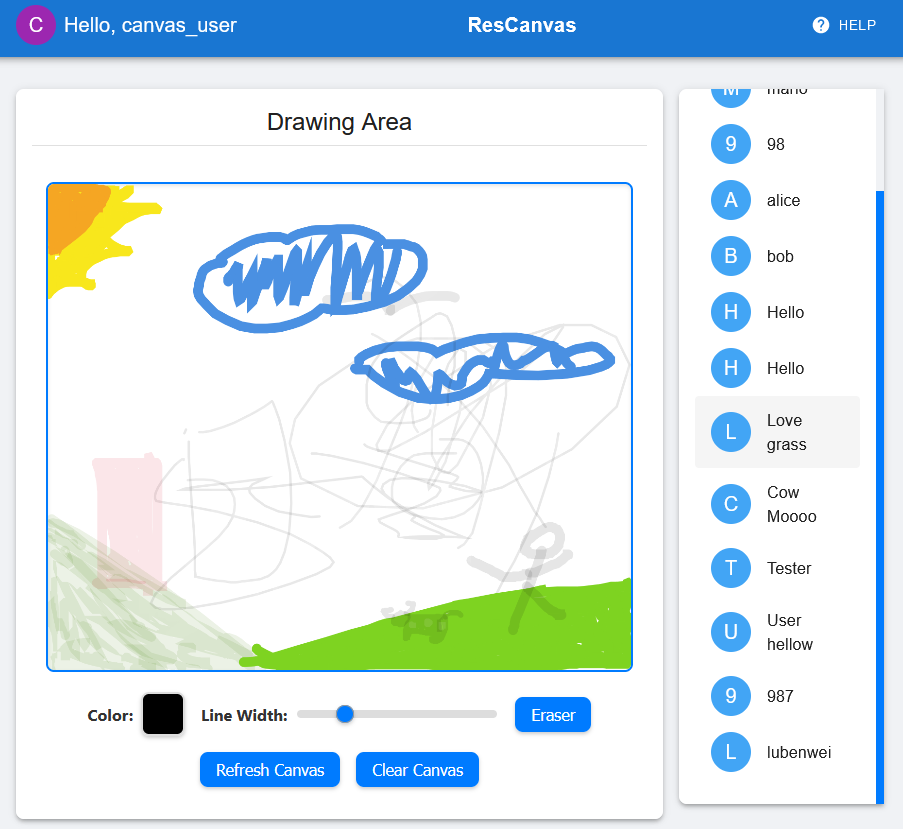 C Hello, canvas_user
ResCanvas
? HELP
Drawing Area
M mario
9 98
A alice
B bob
H Hello
H Hello
L Love
grass
C Cow
Moooo
T Tester
U User
hellow
9 987
L lubenwei
Color:
Line Width:
Eraser
Refresh Canvas
Clear Canvas